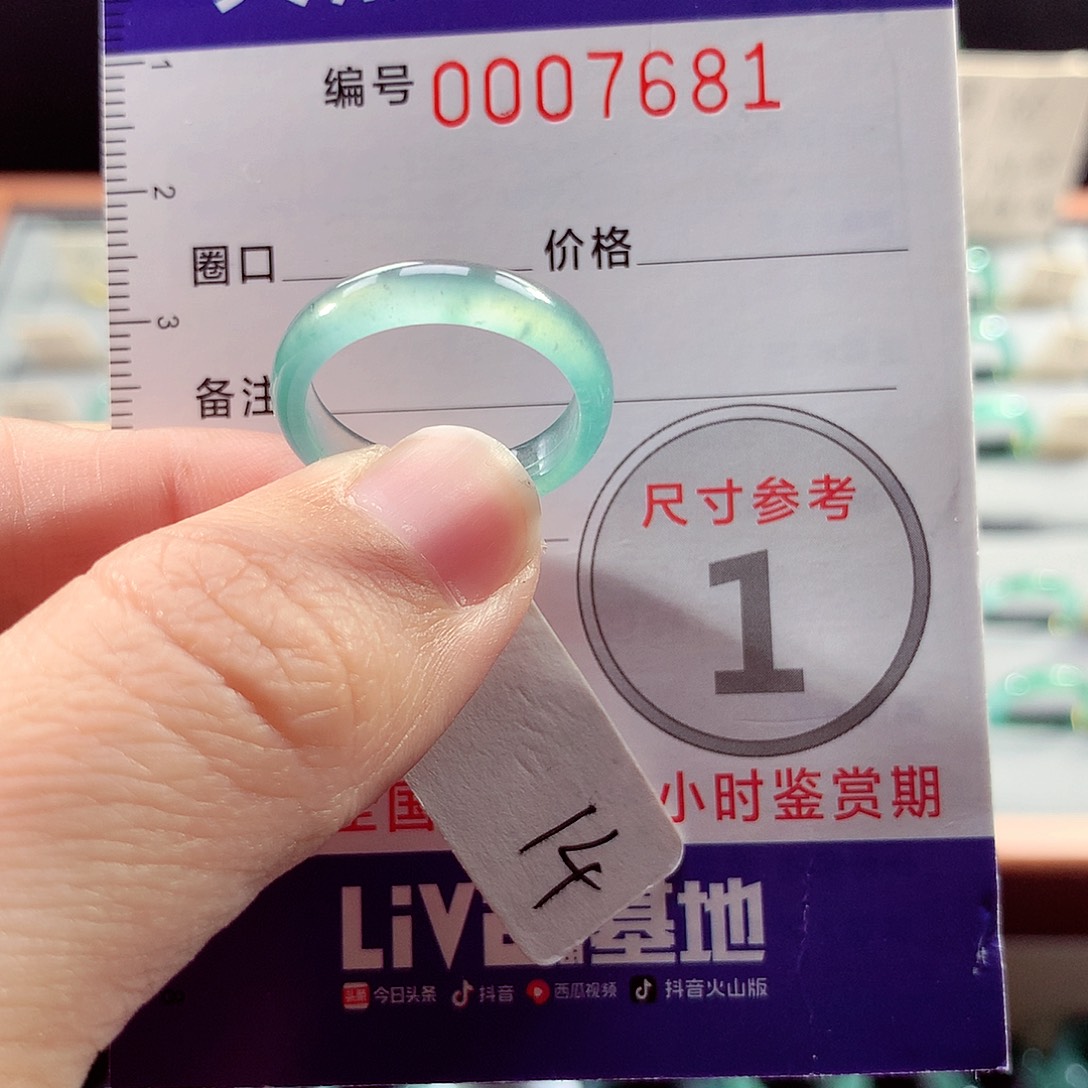 编号 0007681
1
2
3
圈口 价格
备注
尺寸参考
1
小时鉴赏期
14
LiVE 基地
今日头条 抖音 西瓜视频 抖音火山版